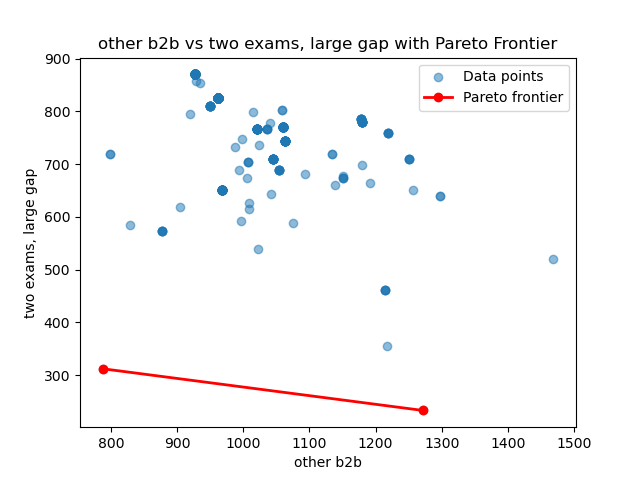 other b2b vs two exams, large gap with Pareto Frontier
Data points
Pareto frontier
two exams, large gap
900
800
700
600
500
400
300
800 900 1000 1100 1200 1300 1400 1500
other b2b